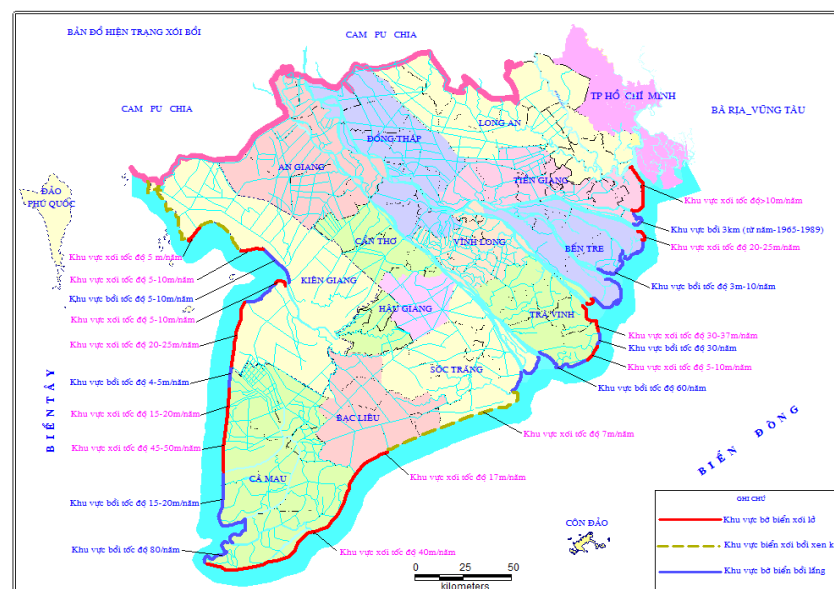 BẢN ĐỒ HIỆN TRẠNG XÓI BỒI
CAM PU CHIA
CAM PU CHIA
TP HỒ CHÍ MINH
BÀ RỊA_VŨNG TÀU
LONG AN
ĐỒNG THÁP
AN GIANG
TIỀN GIANG
ĐẢO
PHÚ QUỐC
Khu vực xói tốc độ>10m/năm
Khu vực bồi 3km (từ năm-1965-1989)
CẦN THƠ
VĨNH LONG
BẾN TRE
Khu vực xói tốc độ 20-25m/năm
Khu vực xói tốc độ 5 m/năm
Khu vực xói tốc độ 5-10m/năm
KIÊN GIANG
Khu vực bồi tốc độ 3m-10/năm
Khu vực bồi tốc độ 5-10m/năm
HẬU GIANG
TRÀ VINH
Khu vực xói tốc độ 5-10m/năm
Khu vực xói tốc độ 30-37m/năm
Khu vực xói tốc độ 20-25m/năm
Khu vực bồi tốc độ 30/năm
SÓC TRĂNG
Khu vực xói tốc độ 5-10m/năm
Khu vực bồi tốc độ 4-5m/năm
Khu vực bồi tốc độ 60/năm
BIỂN TÂY
Khu vực xói tốc độ 15-20m/năm
BẠC LIÊU
Khu vực xói tốc độ 7m/năm
BIỂN ĐÔNG
Khu vực xói tốc độ 45-50m/năm
CÀ MAU
Khu vực xói tốc độ 17m/năm
Khu vực bồi tốc độ 15-20m/năm
GHI CHÚ
CÔN ĐẢO
Khu vực bờ biển xói lở
Khu vực biển xói bồi xen k
Khu vực bồi tốc độ 80/năm
Khu vực xói tốc độ 40m/năm
Khu vực bờ biển bồi lắng
0 25 50
kilometers